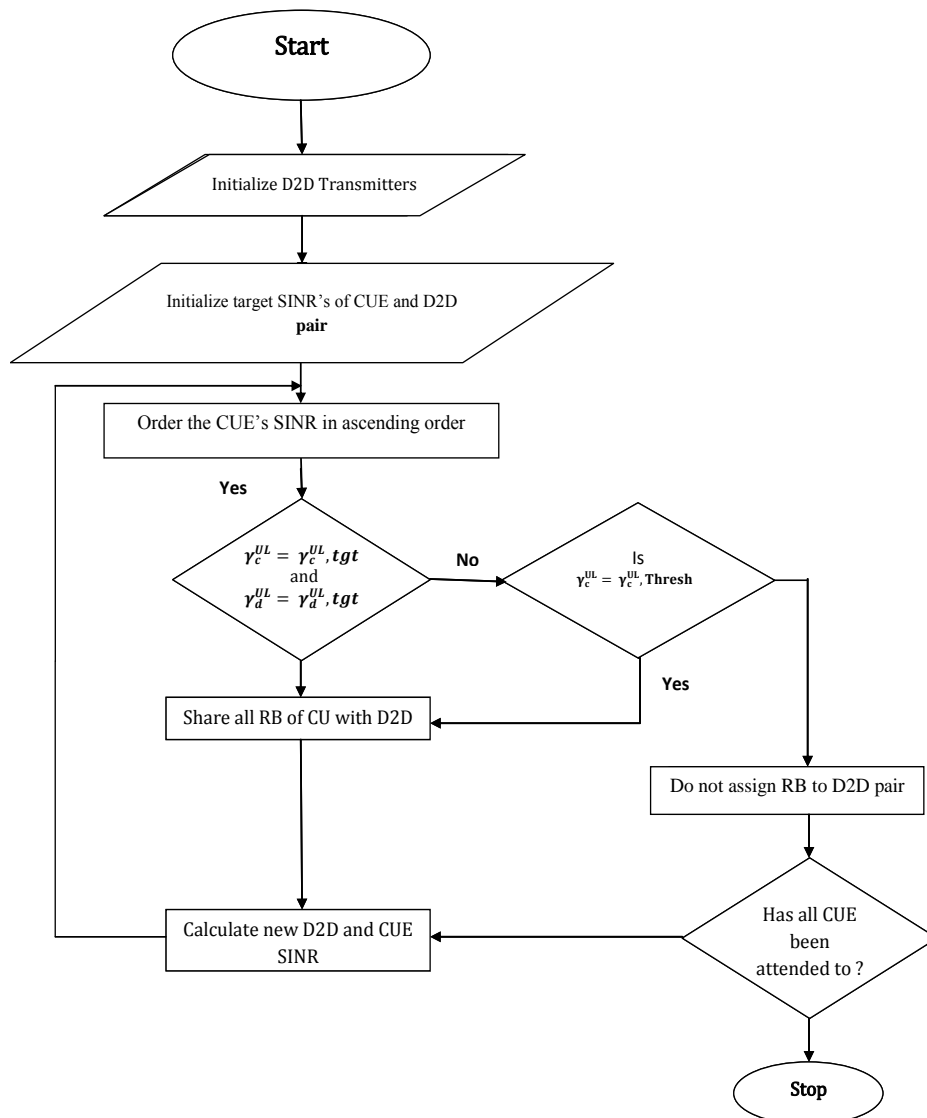 Start
Initialize D2D Transmitters
Initialize target SINR’s of CUE and D2D
pair
Order the CUE’s SINR in ascending order
Yes
γ_c^{UL} = γ_c^{UL}, tgt
and
γ_d^{UL} = γ_d^{UL}, tgt
No
Is
γ_c^{UL} = γ_c^{UL}, Thresh
Yes
Share all RB of CU with D2D
Do not assign RB to D2D pair
Calculate new D2D and CUE
SINR
Has all CUE
been
attended to ?
Stop